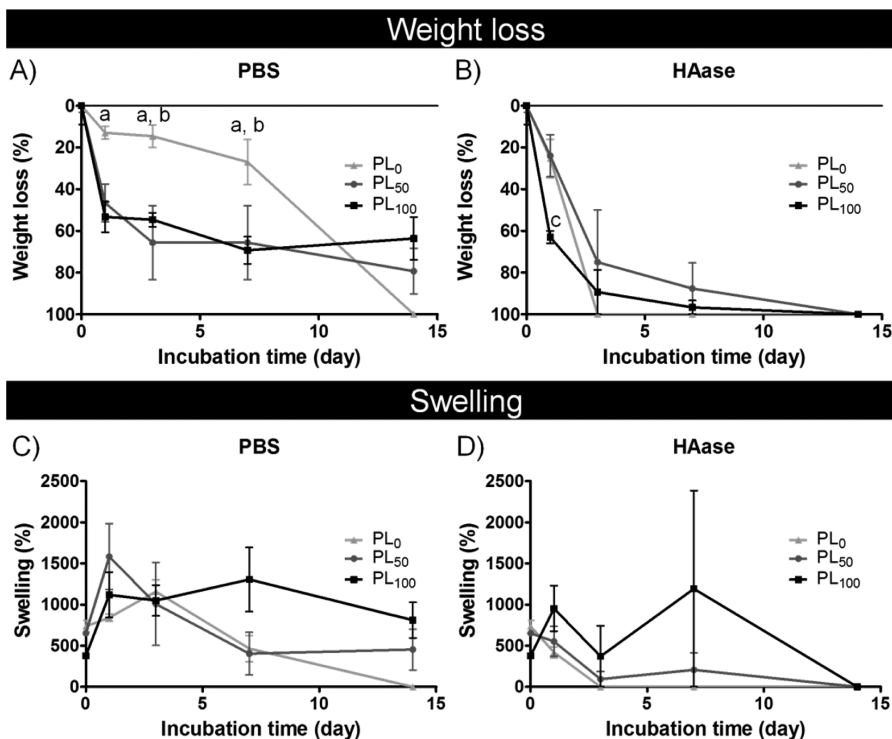 Weight loss
A)
PBS
Weight loss (%)
0
20
40
60
80
100
0
5
10
15
Incubation time (day)
a
a, b
a, b
PL0
PL50
PL100
B)
HAase
Weight loss (%)
0
20
40
60
80
100
0
5
10
15
Incubation time (day)
c
PL0
PL50
PL100
Swelling
C)
PBS
Swelling (%)
2500
2000
1500
1000
500
0
0
5
10
15
Incubation time (day)
PL0
PL50
PL100
D)
HAase
Swelling (%)
2500
2000
1500
1000
500
0
0
5
10
15
Incubation time (day)
PL0
PL50
PL100